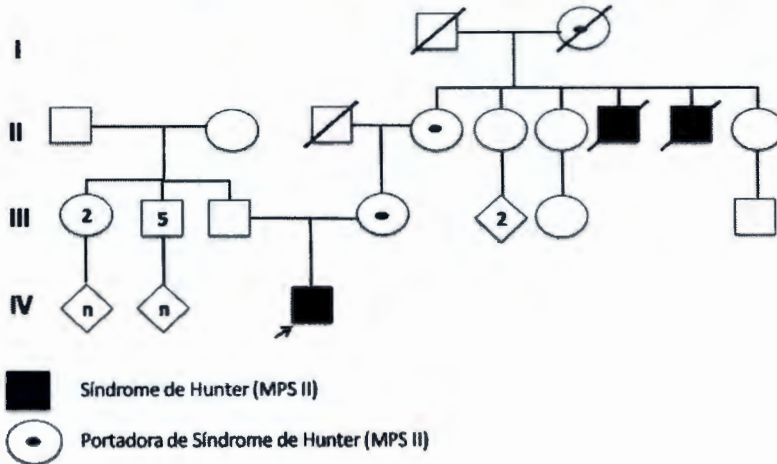 I
II
III
2
5
2
IV
n
n
Síndrome de Hunter (MPS II)
Portadora de Síndrome de Hunter (MPS II)